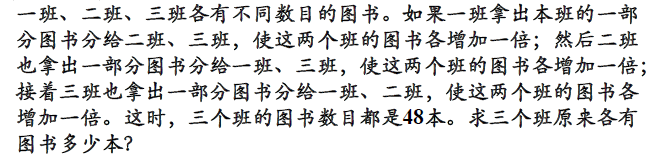 一班、二班、三班各有不同数目的图书。如果一班拿出本班的一部
分图书分给二班、三班，使这两个班的图书各增加一倍；然后二班
也拿出一部分图书分给一班、三班，使这两个班的图书各增加一倍；
接着三班也拿出一部分图书分给一班、二班，使这两个班的图书各
增加一倍。这时，三个班的图书数目都是48本。求三个班原来各有
图书多少本？